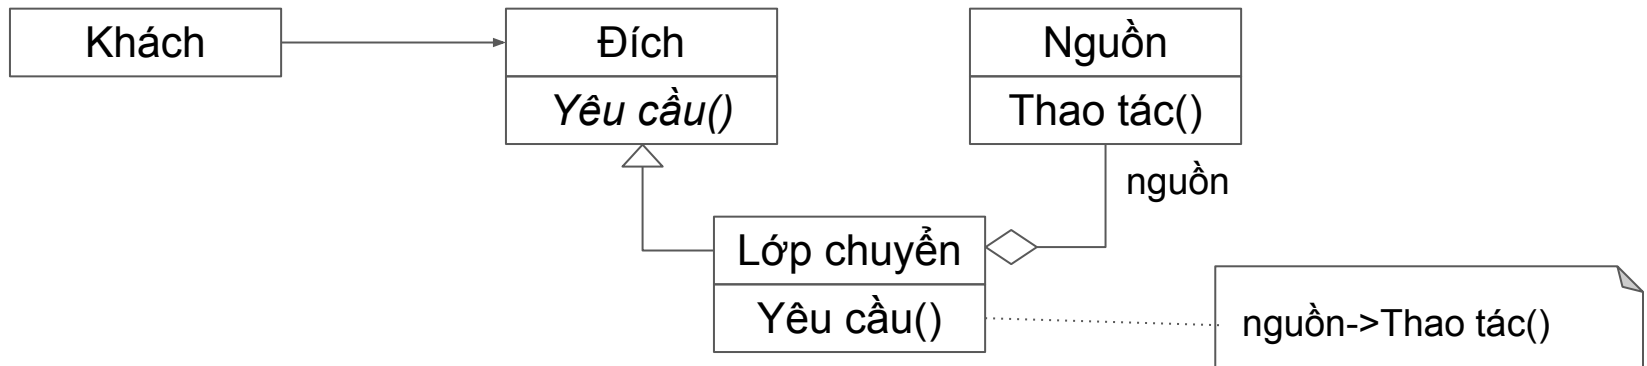 Khách
Đích
Nguồn
Yêu cầu()
Thao tác()
nguồn
Lớp chuyển
Yêu cầu()
nguồn->Thao tác()